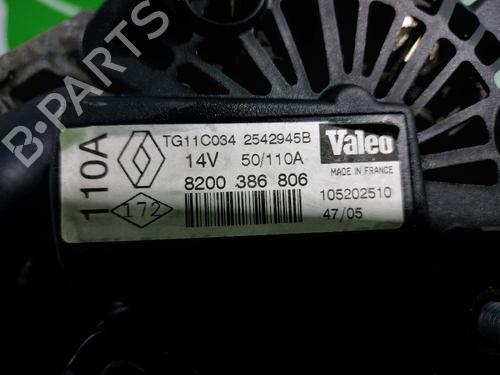 110A
172
TG11C034 2542945B
14V 50/110A
8200 386 806
Valeo
MADE IN FRANCE
105202510
47/05
B-Parts